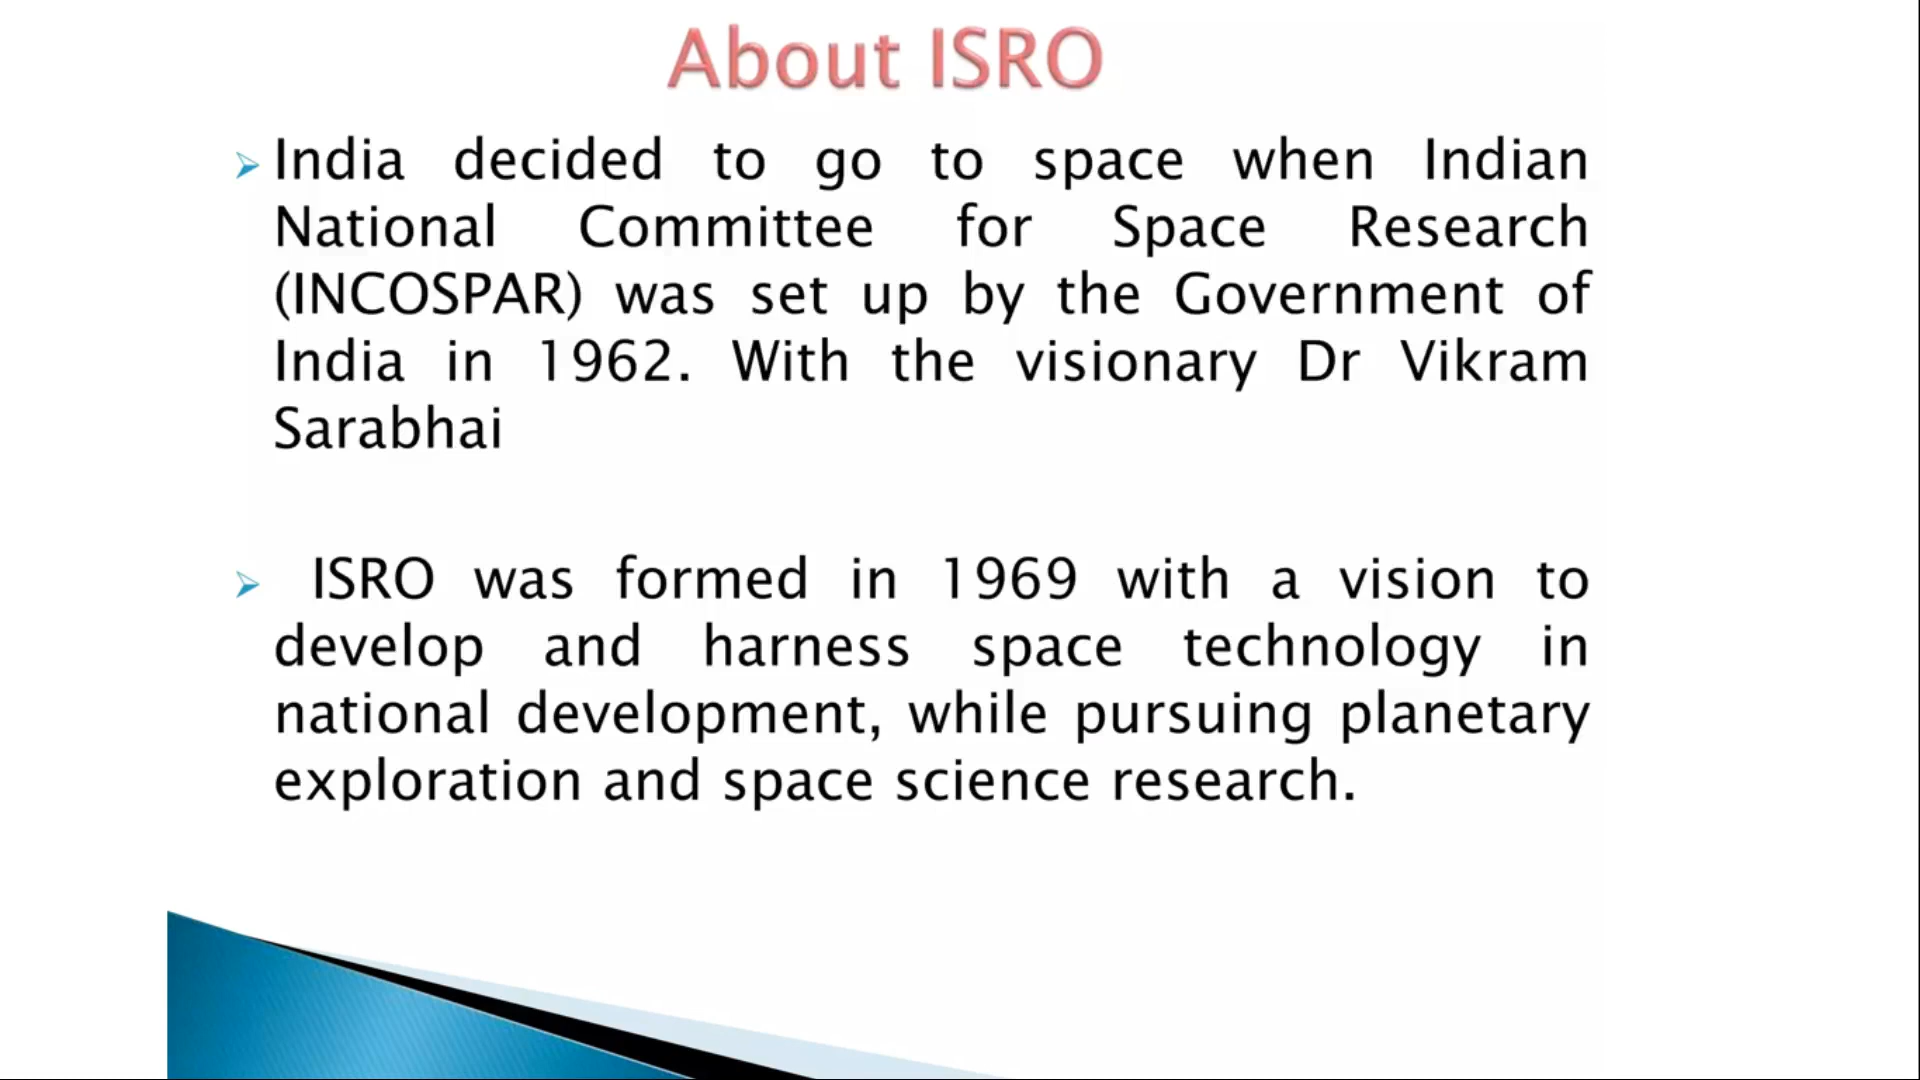 About ISRO
India decided to go to space when Indian
National Committee for Space Research
(INCOSPAR) was set up by the Government of
India in 1962. With the visionary Dr Vikram
Sarabhai
ISRO was formed in 1969 with a vision to
develop and harness space technology in
national development, while pursuing planetary
exploration and space science research.